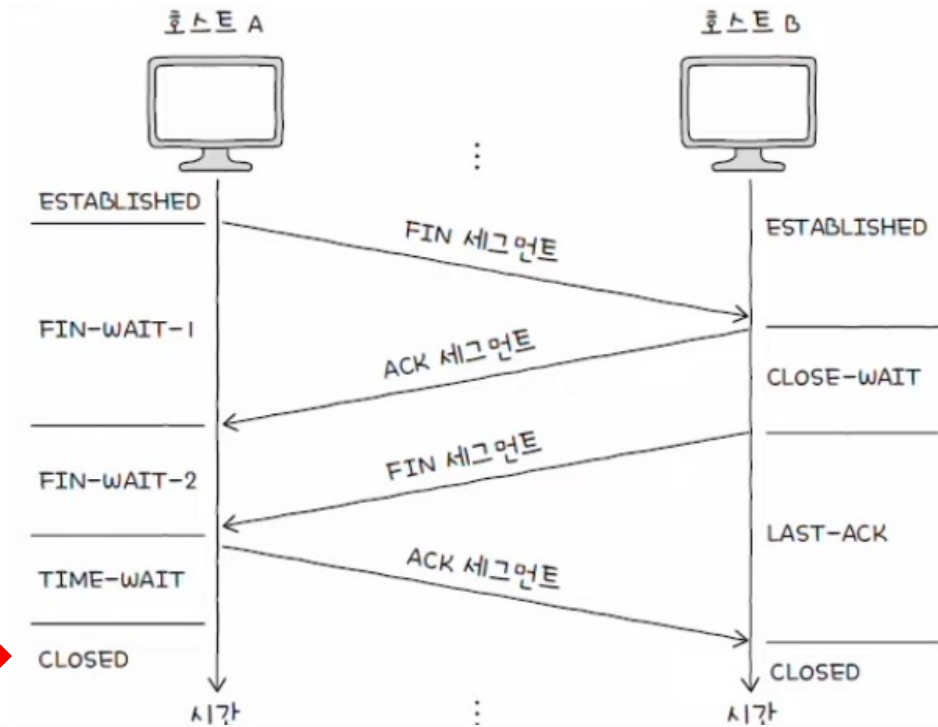 호스트 A
호스트 B
ESTABLISHED
ESTABLISHED
FIN 세그먼트
FIN-WAIT-1
ACK 세그먼트
CLOSE-WAIT
FIN 세그먼트
FIN-WAIT-2
LAST-ACK
ACK 세그먼트
TIME-WAIT
CLOSED
CLOSED
시간
시간